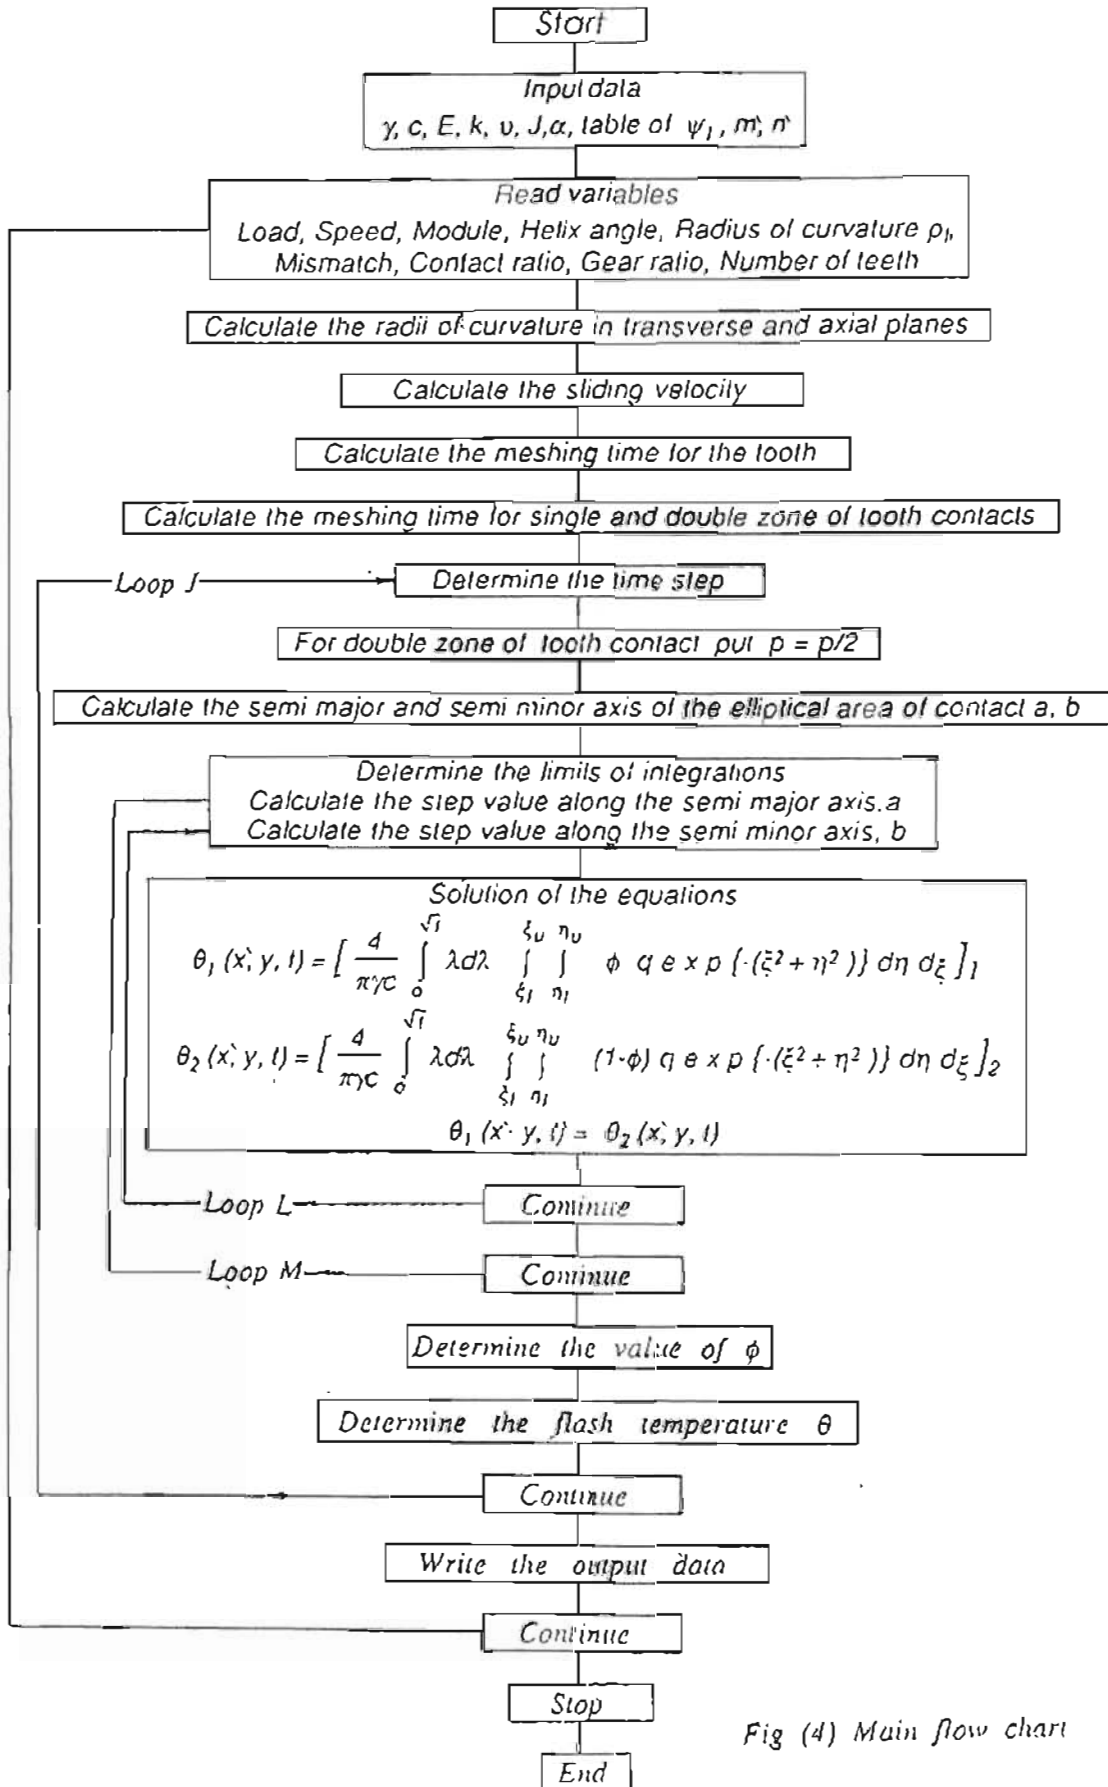 Start
Input data
γ, c, E, k, υ, J, α, table of ψ₁, m`, n`
Read variables
Load, Speed, Module, Helix angle, Radius of curvature ρ₁,
Mismatch, Contact ratio, Gear ratio, Number of teeth
Calculate the radii of curvature in transverse and axial planes
Calculate the sliding velocity
Calculate the meshing time for the tooth
Calculate the meshing time for single and double zone of tooth contacts
Loop J
Determine the time step
For double zone of tooth contact put p = p/2
Calculate the semi major and semi minor axis of the elliptical area of contact a, b
Determine the limits of integrations
Calculate the step value along the semi major axis, a
Calculate the step value along the semi minor axis, b
Solution of the equations
θ₁ (x`, y, t) = [ 4/πγc ∫₀^√t λdλ ∫_ξl^ξu ∫_ηl^ηu φ q exp {-(ξ² + η²)} dη dξ ]₁
θ₂ (x`, y, t) = [ 4/πγc ∫₀^√t λdλ ∫_ξl^ξu ∫_ηl^ηu (1-φ) q exp {-(ξ² + η²)} dη dξ ]₂
θ₁ (x` y, t) = θ₂ (x`, y, t)
Loop L
Continue
Loop M
Continue
Determine the value of φ
Determine the flash temperature θ
Continue
Write the output data
Continue
Stop
Fig (4) Main flow chart
End